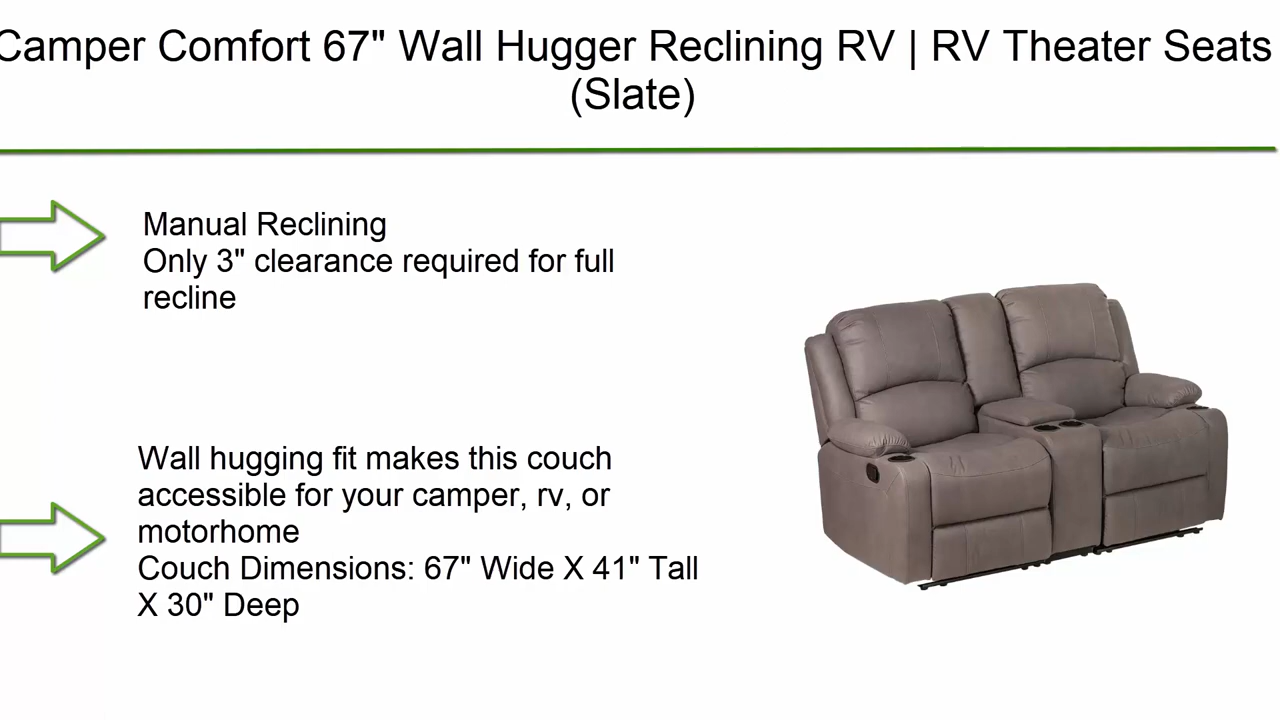 Camper Comfort 67" Wall Hugger Reclining RV | RV Theater Seats
(Slate)
Manual Reclining
Only 3" clearance required for full
recline
Wall hugging fit makes this couch
accessible for your camper, rv, or
motorhome
Couch Dimensions: 67" Wide X 41" Tall
X 30" Deep